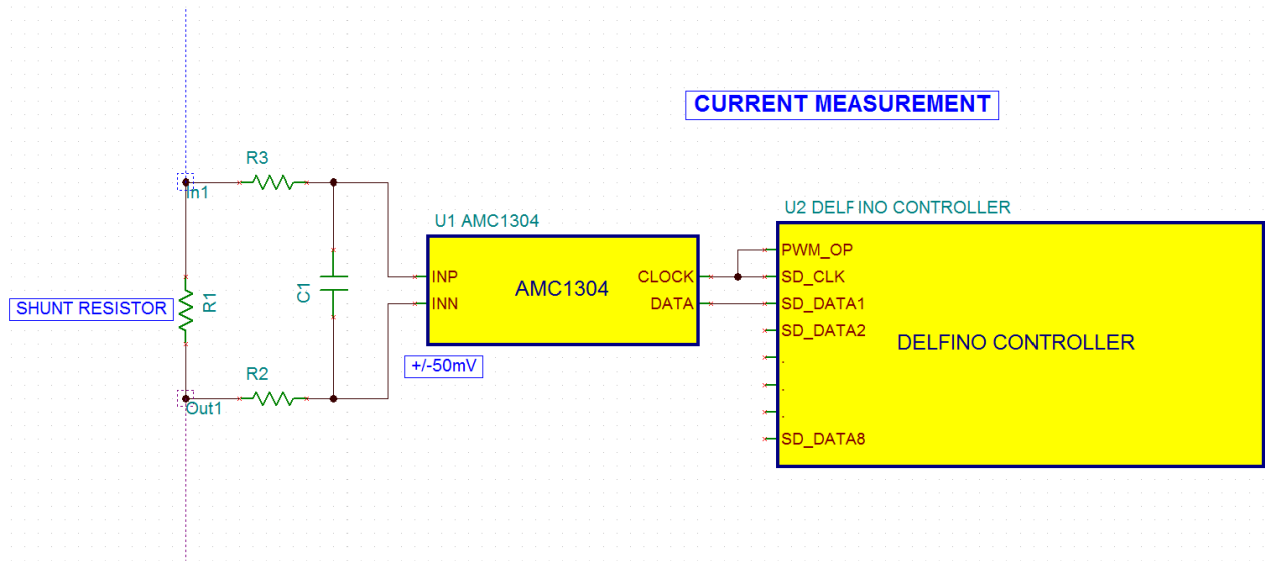 CURRENT MEASUREMENT
R3
In1
U1 AMC1304
U2 DELFINO CONTROLLER
PWM_OP
INP
CLOCK
SD_CLK
AMC1304
C1
R1
SHUNT RESISTOR
INN
DATA
SD_DATA1
SD_DATA2
DELFINO CONTROLLER
.
.
.
+/-50mV
R2
Out1
SD_DATA8